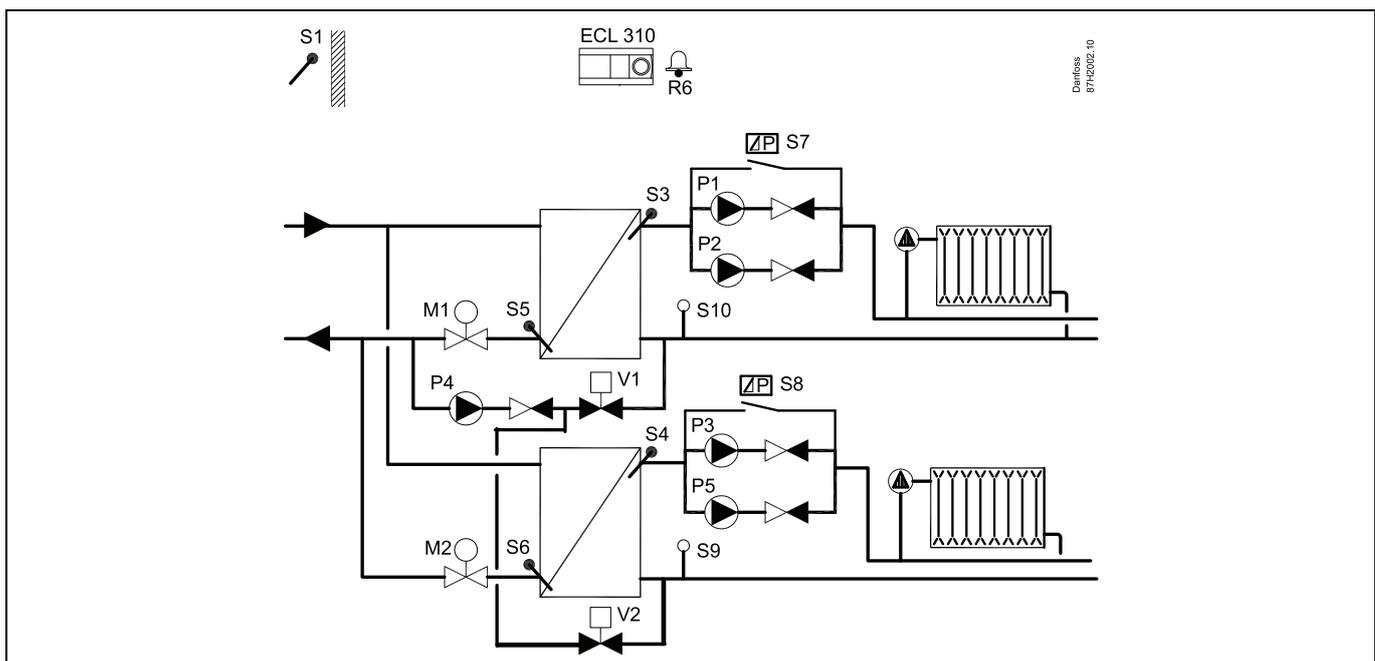 S1
ECL 310
R6
Danfoss
87H2002.10
P S7
S3
P1
P2
M1
S5
S10
P4
V1
P S8
S4
P3
P5
M2
S6
S9
V2